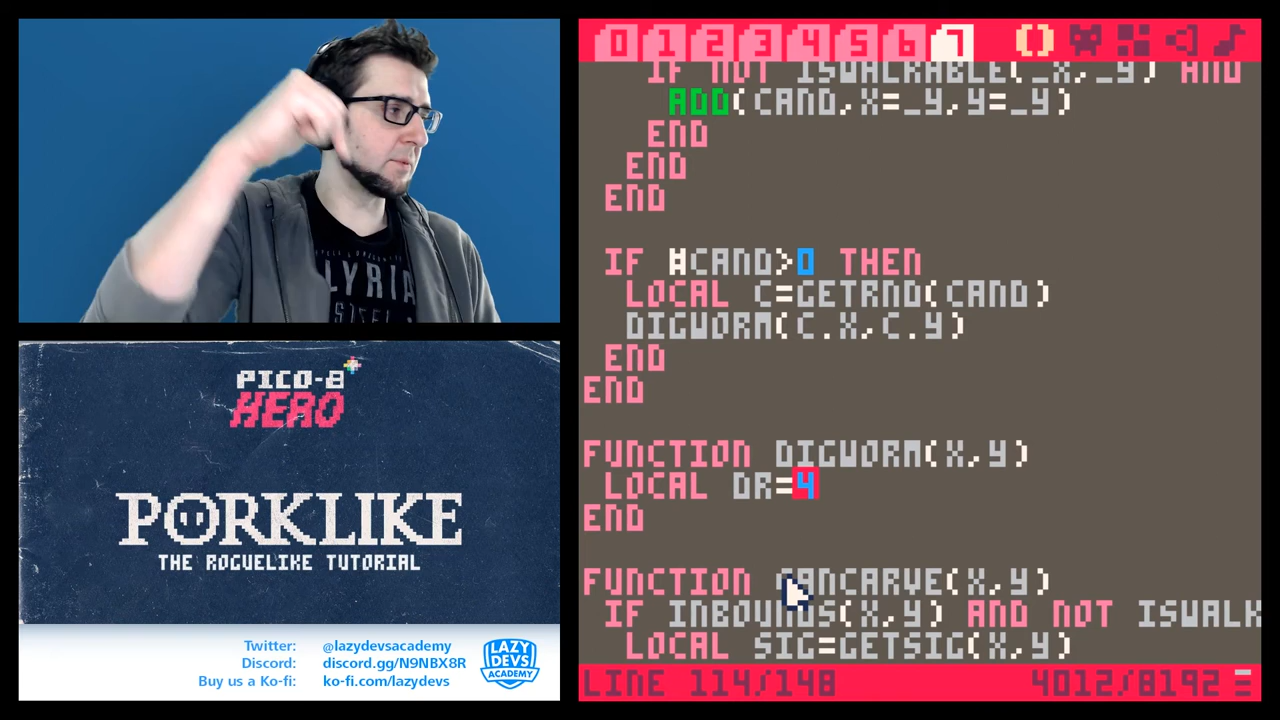 0 1 2 3 4 5 6 7
IF NOT ISWALKABLE(_X,_Y) AND
ADD(CAND,X=_Y,Y=_Y)
END
END
END
IF #CAND>0 THEN
LOCAL C=GETRND(CAND)
DIGWORM(C.X,C.Y)
END
END
FUNCTION DIGWORM(X,Y)
LOCAL DR=4
END
FUNCTION CANCARVE(X,Y)
IF INBOUNDS(X,Y) AND NOT ISWALK
LOCAL SIG=GETSIG(X,Y)
LINE 114/148 4012/8192
LYRIA
PICO-8
HERO
PORKLIKE
THE ROGUELIKE TUTORIAL
Twitter: @lazydevsacademy
Discord: discord.gg/N9NBX8R
Buy us a Ko-fi: ko-fi.com/lazydevs
LAZY
DEVS
ACADEMY